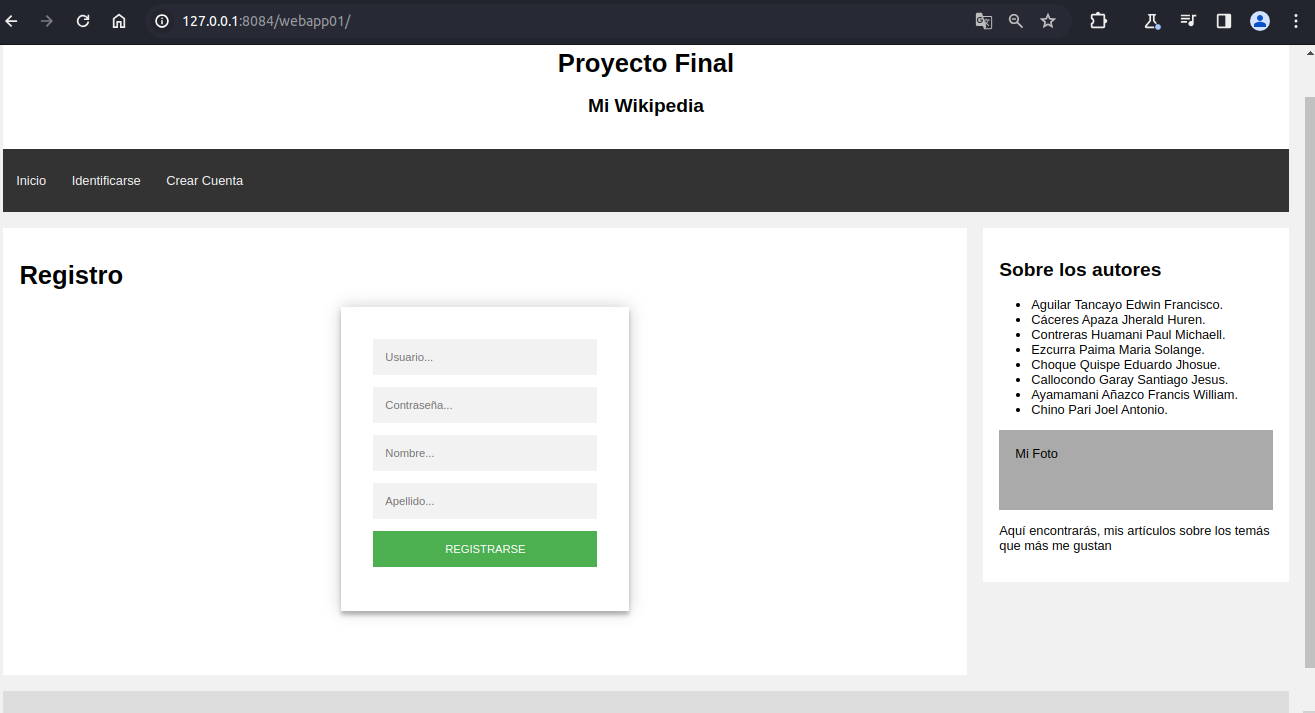 127.0.0.1:8084/webapp01/
Proyecto Final
Mi Wikipedia
Inicio Identificarse Crear Cuenta
Registro
Usuario...
Contraseña...
Nombre...
Apellido...
REGISTRARSE
Sobre los autores
Aguilar Tancayo Edwin Francisco.
Cáceres Apaza Jherald Huren.
Contreras Huamani Paul Michaell.
Ezcurra Paima Maria Solange.
Choque Quispe Eduardo Jhosue.
Callocondo Garay Santiago Jesus.
Ayamamani Añazco Francis William.
Chino Pari Joel Antonio.
Mi Foto
Aquí encontrarás, mis artículos sobre los temás
que más me gustan